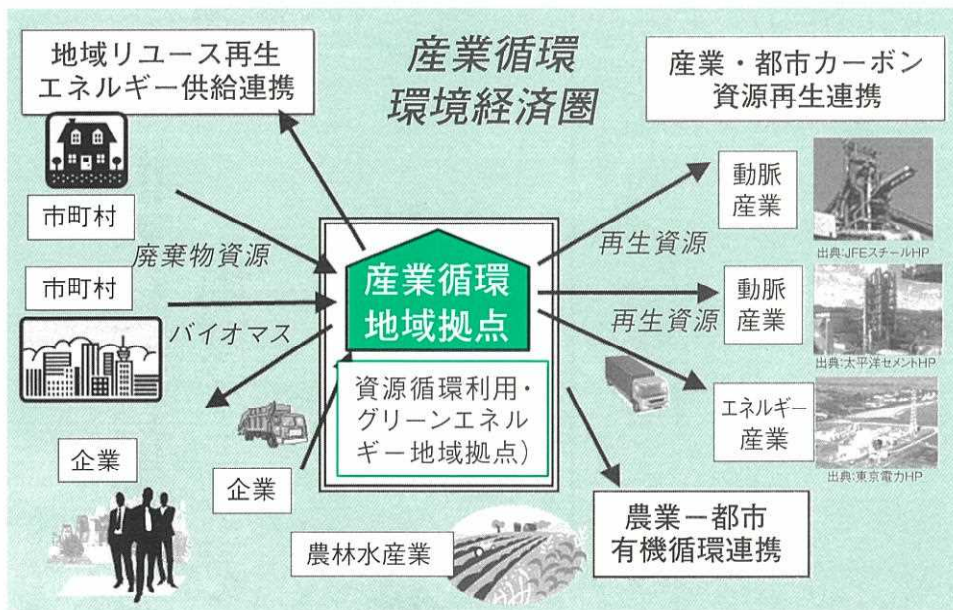 産業循環
環境経済圏
地域リユース再生
エネルギー供給連携
産業・都市カーボン
資源再生連携
市町村
廃棄物資源
市町村
バイオマス
産業循環
地域拠点
資源循環利用・
グリーンエネル
ギー地域拠点)
再生資源
再生資源
動脈
産業
出典:JFEスチールHP
動脈
産業
出典:太平洋セメントHP
エネルギー
産業
出典:東京電力HP
企業
企業
農林水産業
農業－都市
有機循環連携